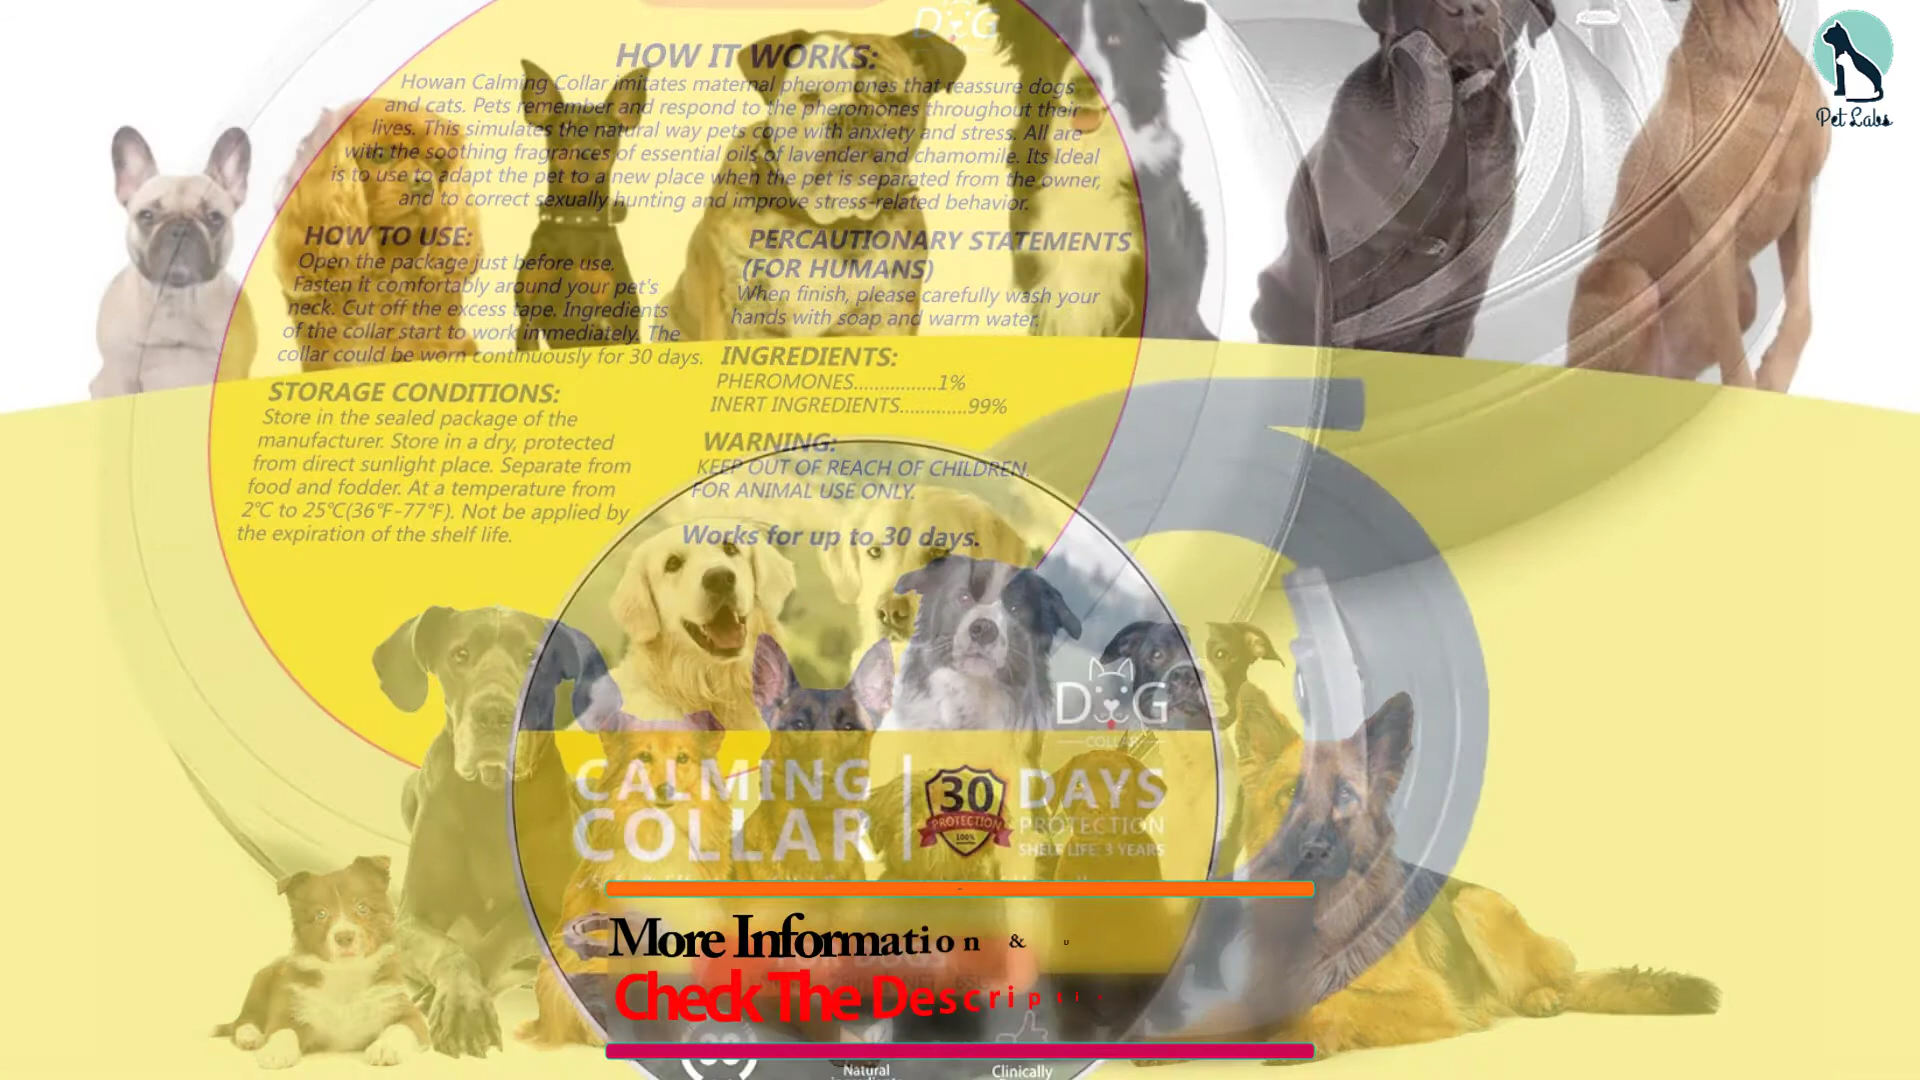 DOG
HOW IT WORKS:
Howan Calming Collar imitates maternal pheromones that reassure dogs
and cats. Pets remember and respond to the pheromones throughout their
lives. This simulates the natural way pets cope with anxiety and stress. All are
with the soothing fragrances of essential oils of lavender and chamomile. Its Ideal
is to use to adapt the pet to a new place when the pet is separated from the owner,
and to correct sexually hunting and improve stress-related behavior.
Pet Labs
HOW TO USE:
Open the package just before use.
Fasten it comfortably around your pet's
neck. Cut off the excess tape. Ingredients
of the collar start to work immediately. The
collar could be worn continuously for 30 days.
STORAGE CONDITIONS:
Store in the sealed package of the
manufacturer. Store in a dry, protected
from direct sunlight place. Separate from
food and fodder. At a temperature from
2°C to 25°C(36°F-77°F). Not be applied by
the expiration of the shelf life.
PERCAUTIONARY STATEMENTS
(FOR HUMANS)
When finish, please carefully wash your
hands with soap and warm water.
INGREDIENTS:
PHEROMONES................1%
INERT INGREDIENTS.............99%
WARNING:
KEEP OUT OF REACH OF CHILDREN.
FOR ANIMAL USE ONLY.
Works for up to 30 days.
DOG
COLLAR
CALMING
COLLAR
30
PROTECTION
100%
DAYS
PROTECTION
SHELF LIFE: 3 YEARS
More Information & U
Check The Descrip
Natural
Clinically